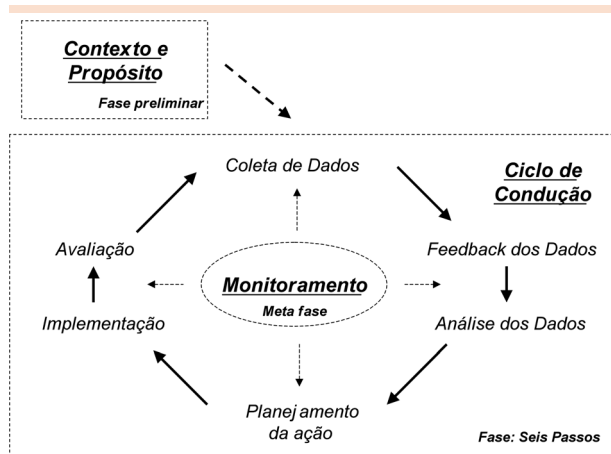 Contexto e
Propósito
Fase preliminar
Coleta de Dados
Ciclo de
Condução
Avaliação
Feedback dos Dados
Monitoramento
Meta fase
Implementação
Análise dos Dados
Planejamento
da ação
Fase: Seis Passos